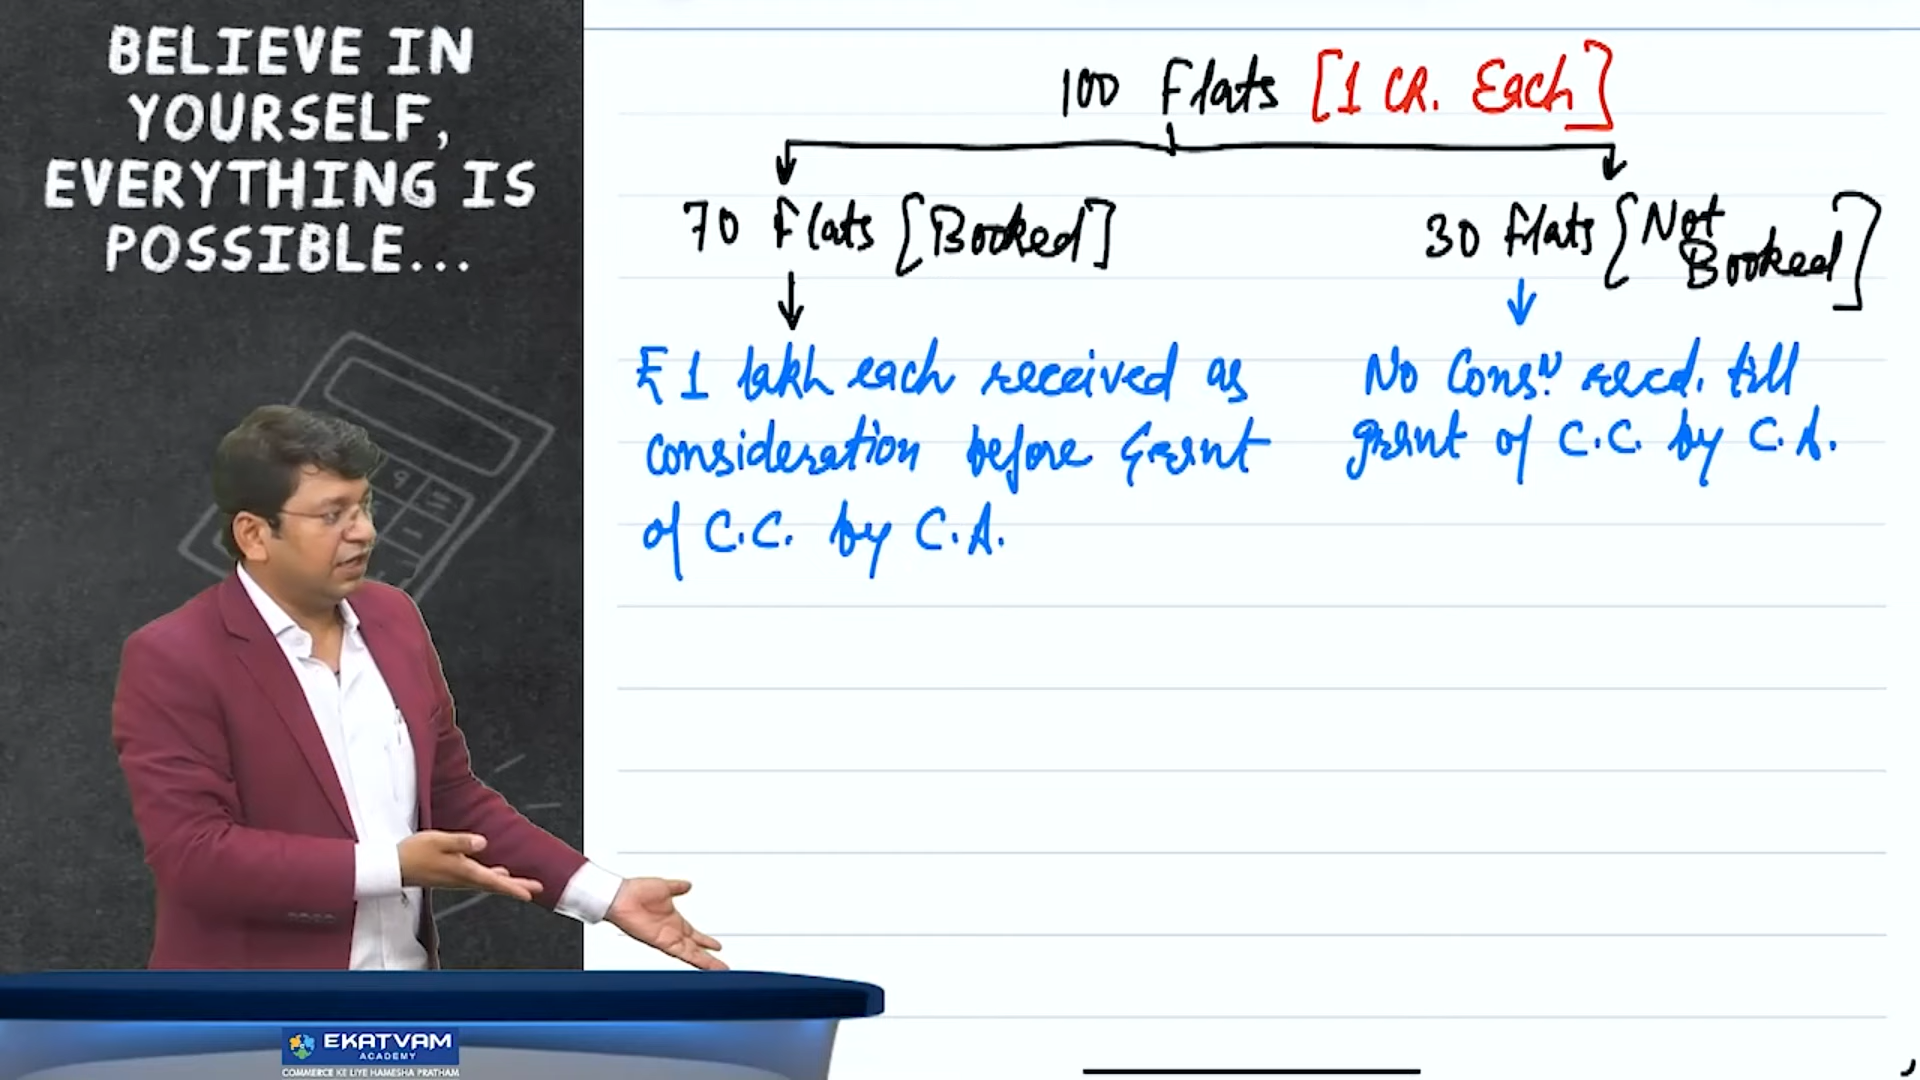 BELIEVE IN
YOURSELF,
EVERYTHING IS
POSSIBLE...
100 Flats [1 CR. Each]
70 Flats [Booked]
30 Flats [Not Booked]
₹ 1 lakh each received as
consideration before Grant
of C.C. by C.A.
No Consn. recd. till
grant of C.C. by C.A.
EKATVAM
ACADEMY
COMMERCE KE LIYE HAMESHA PRATHAM